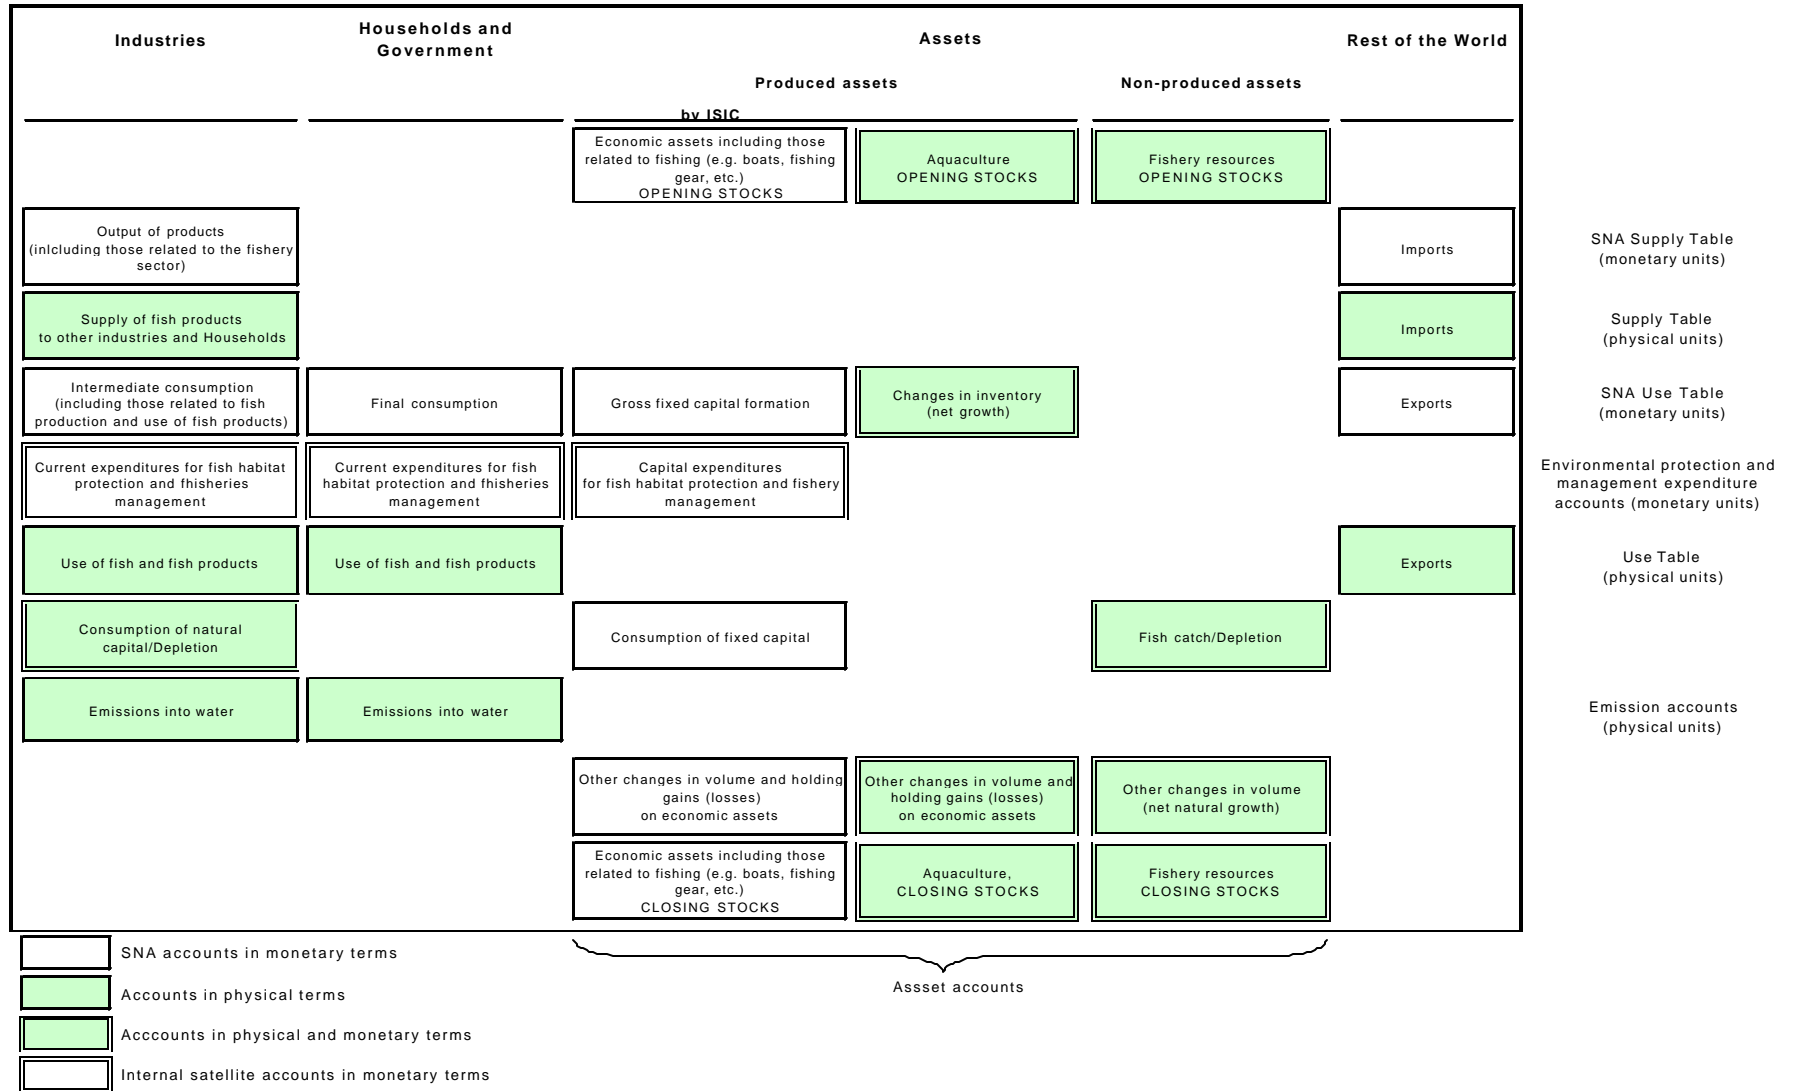 Industries
Households and
Government
Assets
Rest of the World
Produced assets
Non-produced assets
by ISIC
Economic assets including those
related to fishing (e.g. boats, fishing
gear, etc.)
OPENING STOCKS
Aquaculture
OPENING STOCKS
Fishery resources
OPENING STOCKS
Output of products
(inlcluding those related to the fishery
sector)
Imports
SNA Supply Table
(monetary units)
Supply of fish products
to other industries and Households
Imports
Supply Table
(physical units)
Intermediate consumption
(including those related to fish
production and use of fish products)
Final consumption
Gross fixed capital formation
Changes in inventory
(net growth)
Exports
SNA Use Table
(monetary units)
Current expenditures for fish habitat
protection and fhisheries
management
Current expenditures for fish
habitat protection and fhisheries
management
Capital expenditures
for fish habitat protection and fishery
management
Environmental protection and
management expenditure
accounts (monetary units)
Use of fish and fish products
Use of fish and fish products
Exports
Use Table
(physical units)
Consumption of natural
capital/Depletion
Consumption of fixed capital
Fish catch/Depletion
Emissions into water
Emissions into water
Emission accounts
(physical units)
Other changes in volume and holding
gains (losses)
on economic assets
Other changes in volume and
holding gains (losses)
on economic assets
Other changes in volume
(net natural growth)
Economic assets including those
related to fishing (e.g. boats, fishing
gear, etc.)
CLOSING STOCKS
Aquaculture,
CLOSING STOCKS
Fishery resources
CLOSING STOCKS
SNA accounts in monetary terms
Accounts in physical terms
Acccounts in physical and monetary terms
Internal satellite accounts in monetary terms
Assset accounts